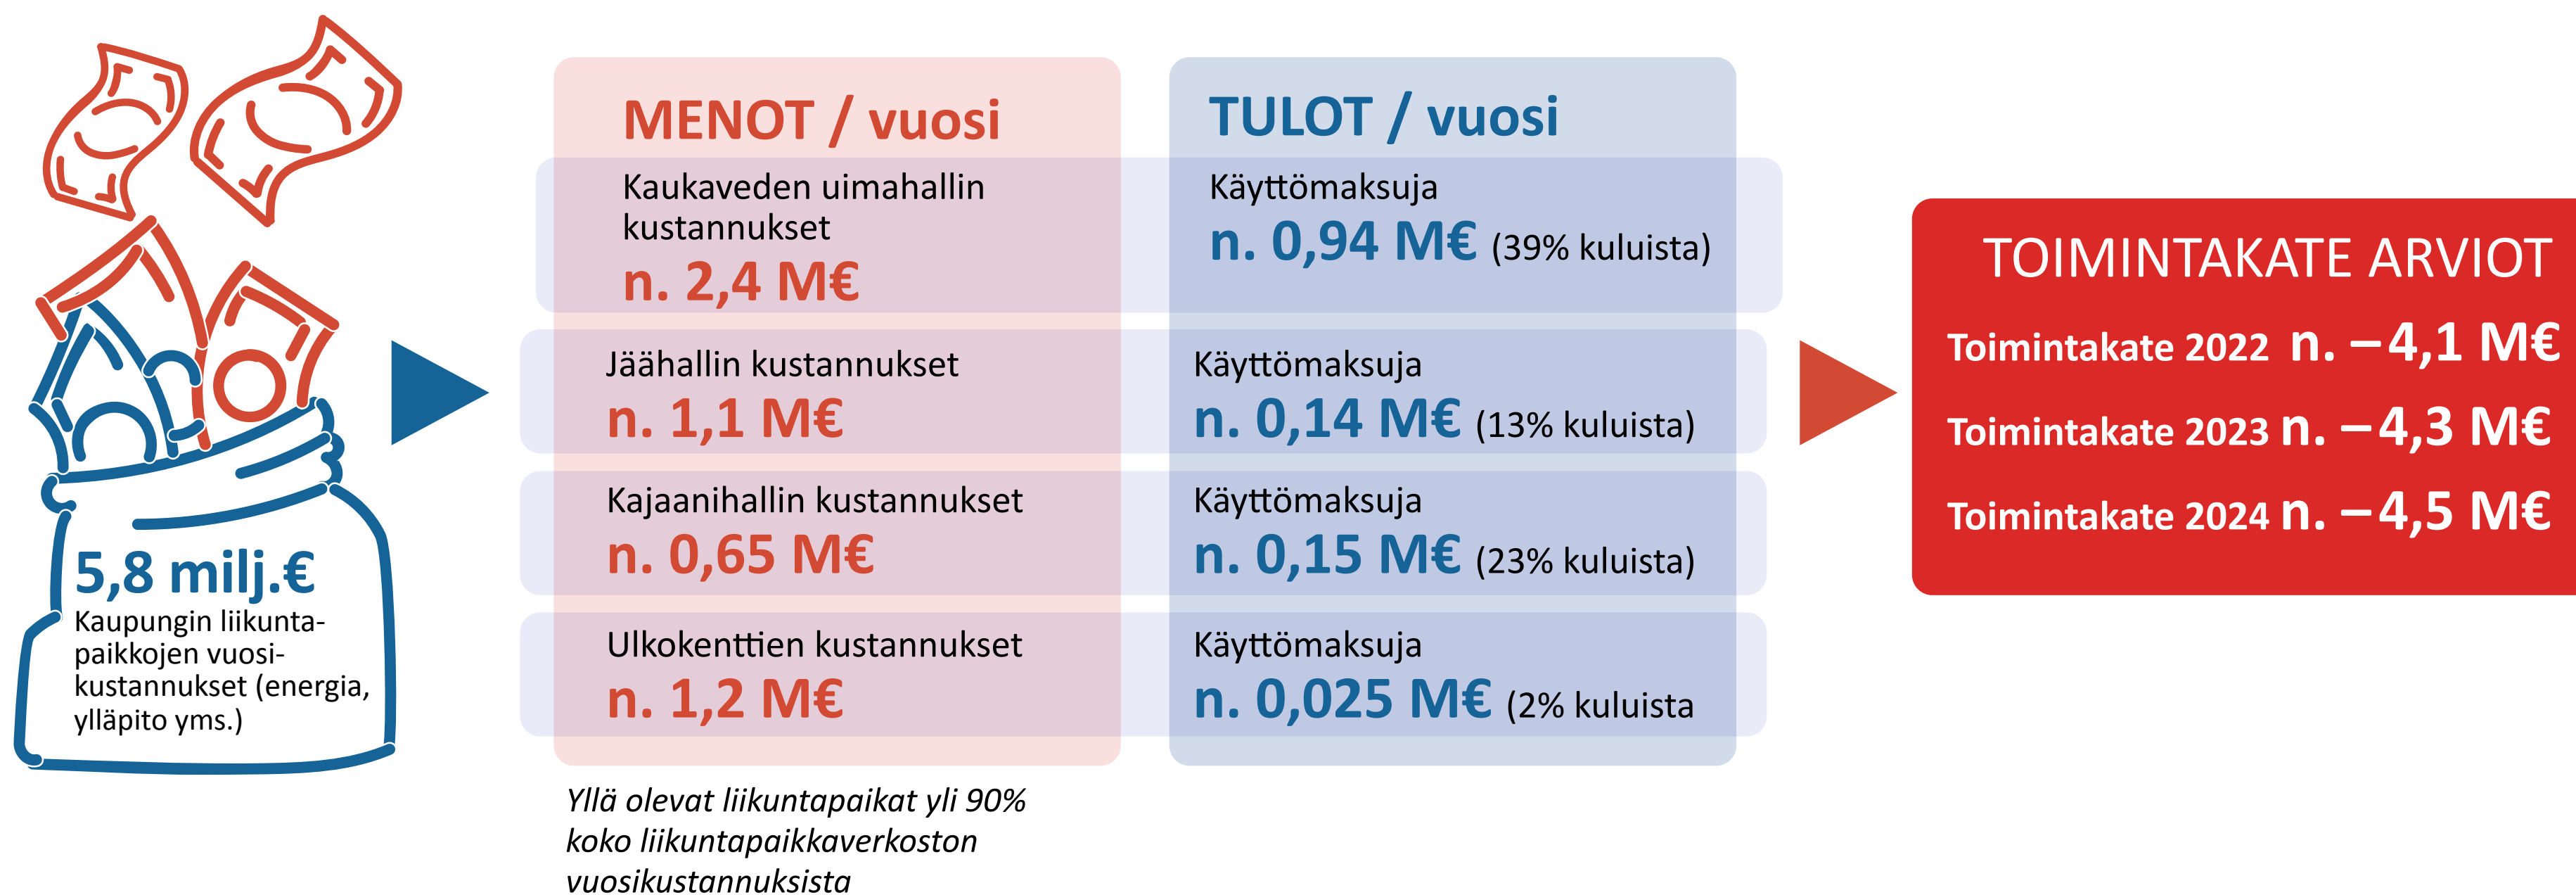 5,8 milj.€
Kaupungin liikunta-
paikkojen vuosi-
kustannukset (energia,
ylläpito yms.)
MENOT / vuosi
Kaukaveden uimahallin
kustannukset
n. 2,4 M€
Jäähallin kustannukset
n. 1,1 M€
Kajaanihallin kustannukset
n. 0,65 M€
Ulkokenttien kustannukset
n. 1,2 M€
Yllä olevat liikuntapaikat yli 90%
koko liikuntapaikkaverkoston
vuosikustannuksista
TULOT / vuosi
Käyttömaksuja
n. 0,94 M€ (39% kuluista)
Käyttömaksuja
n. 0,14 M€ (13% kuluista)
Käyttömaksuja
n. 0,15 M€ (23% kuluista)
Käyttömaksuja
n. 0,025 M€ (2% kuluista
TOIMINTAKATE ARVIOT
Toimintakate 2022 n. –4,1 M€
Toimintakate 2023 n. –4,3 M€
Toimintakate 2024 n. –4,5 M€